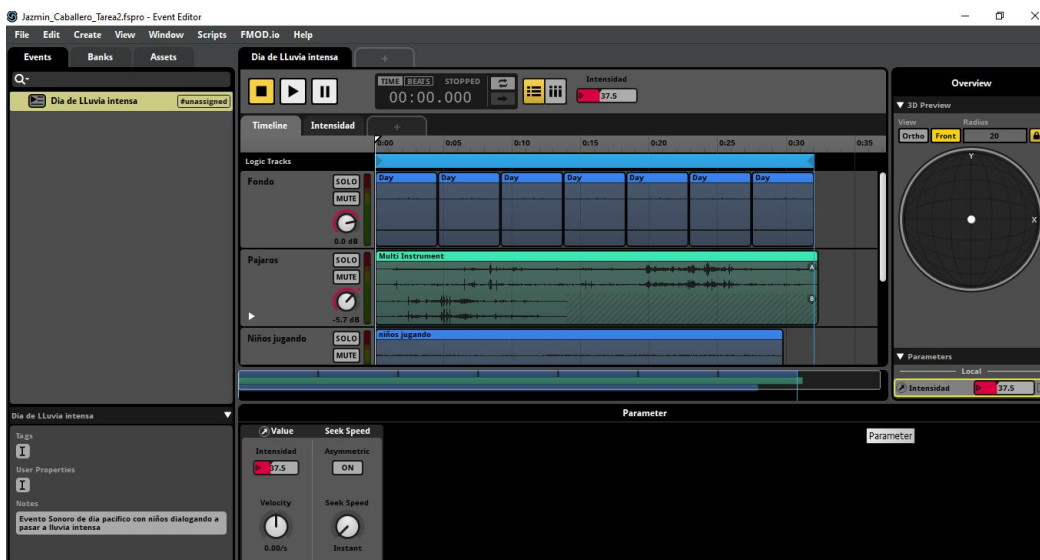 Jazmin_Caballero_Tarea2.fspro - Event Editor
File Edit Create View Window Scripts FMOD.io Help
Events Banks Assets
Dia de LLuvia intensa
Dia de LLuvia intensa #unassigned
TIME BEATS STOPPED
00:00.000
Intensidad
37.5
Timeline Intensidad
0:00 0:05 0:10 0:15 0:20 0:25 0:30 0:35
Logic Tracks
Fondo SOLO
MUTE
0.0 dB
Day Day Day Day Day Day Day
Pajaros SOLO
MUTE
-5.7 dB
Multi Instrument
A
B
Niños jugando SOLO
MUTE
niños jugando
Overview
3D Preview
View Radius
Ortho Front 20
Y
X
Parameters
Local
Intensidad 37.5
Dia de LLuvia intensa
Tags
User Properties
Notes
Evento Sonoro de dia pacifico con niños dialogando a
pasar a lluvia intensa
Parameter
Parameter
Value Seek Speed
Intensidad Asymmetric
37.5 ON
Velocity Seek Speed
0.00/s Instant